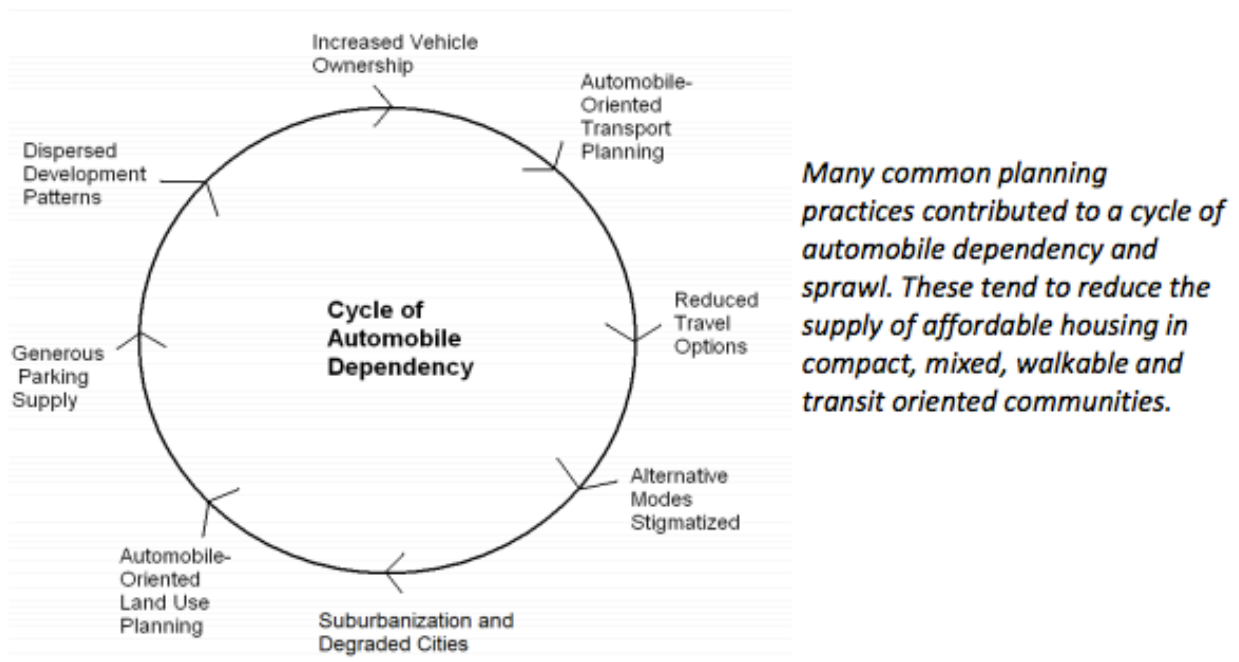 Increased Vehicle
Ownership
Automobile-
Oriented
Transport
Planning
Reduced
Travel
Options
Alternative
Modes
Stigmatized
Suburbanization and
Degraded Cities
Automobile-
Oriented
Land Use
Planning
Generous
Parking
Supply
Dispersed
Development
Patterns
Cycle of
Automobile
Dependency
Many common planning
practices contributed to a cycle of
automobile dependency and
sprawl. These tend to reduce the
supply of affordable housing in
compact, mixed, walkable and
transit oriented communities.